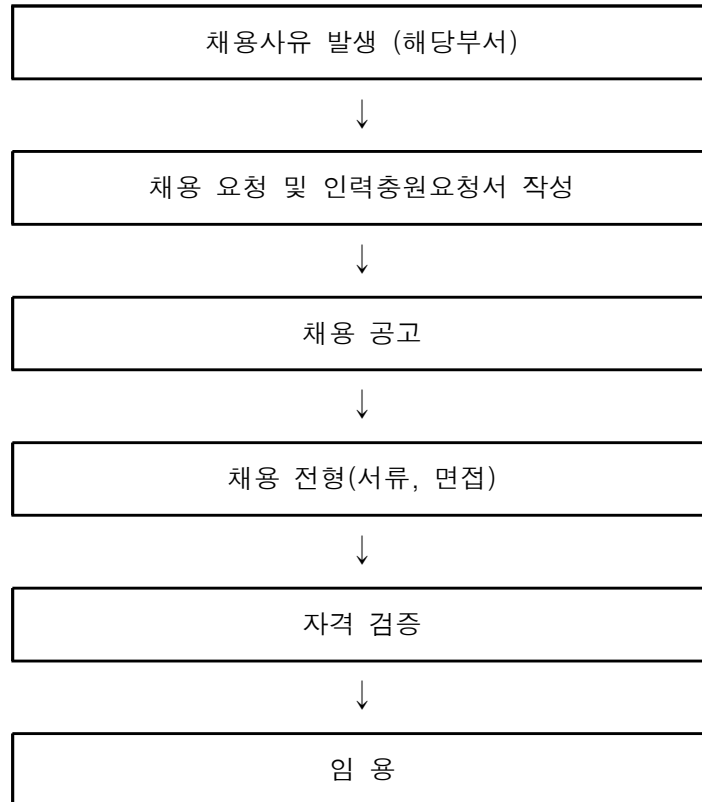 채용사유 발생 (해당부서)
↓
채용 요청 및 인력충원요청서 작성
↓
채용 공고
↓
채용 전형(서류, 면접)
↓
자격 검증
↓
임 용